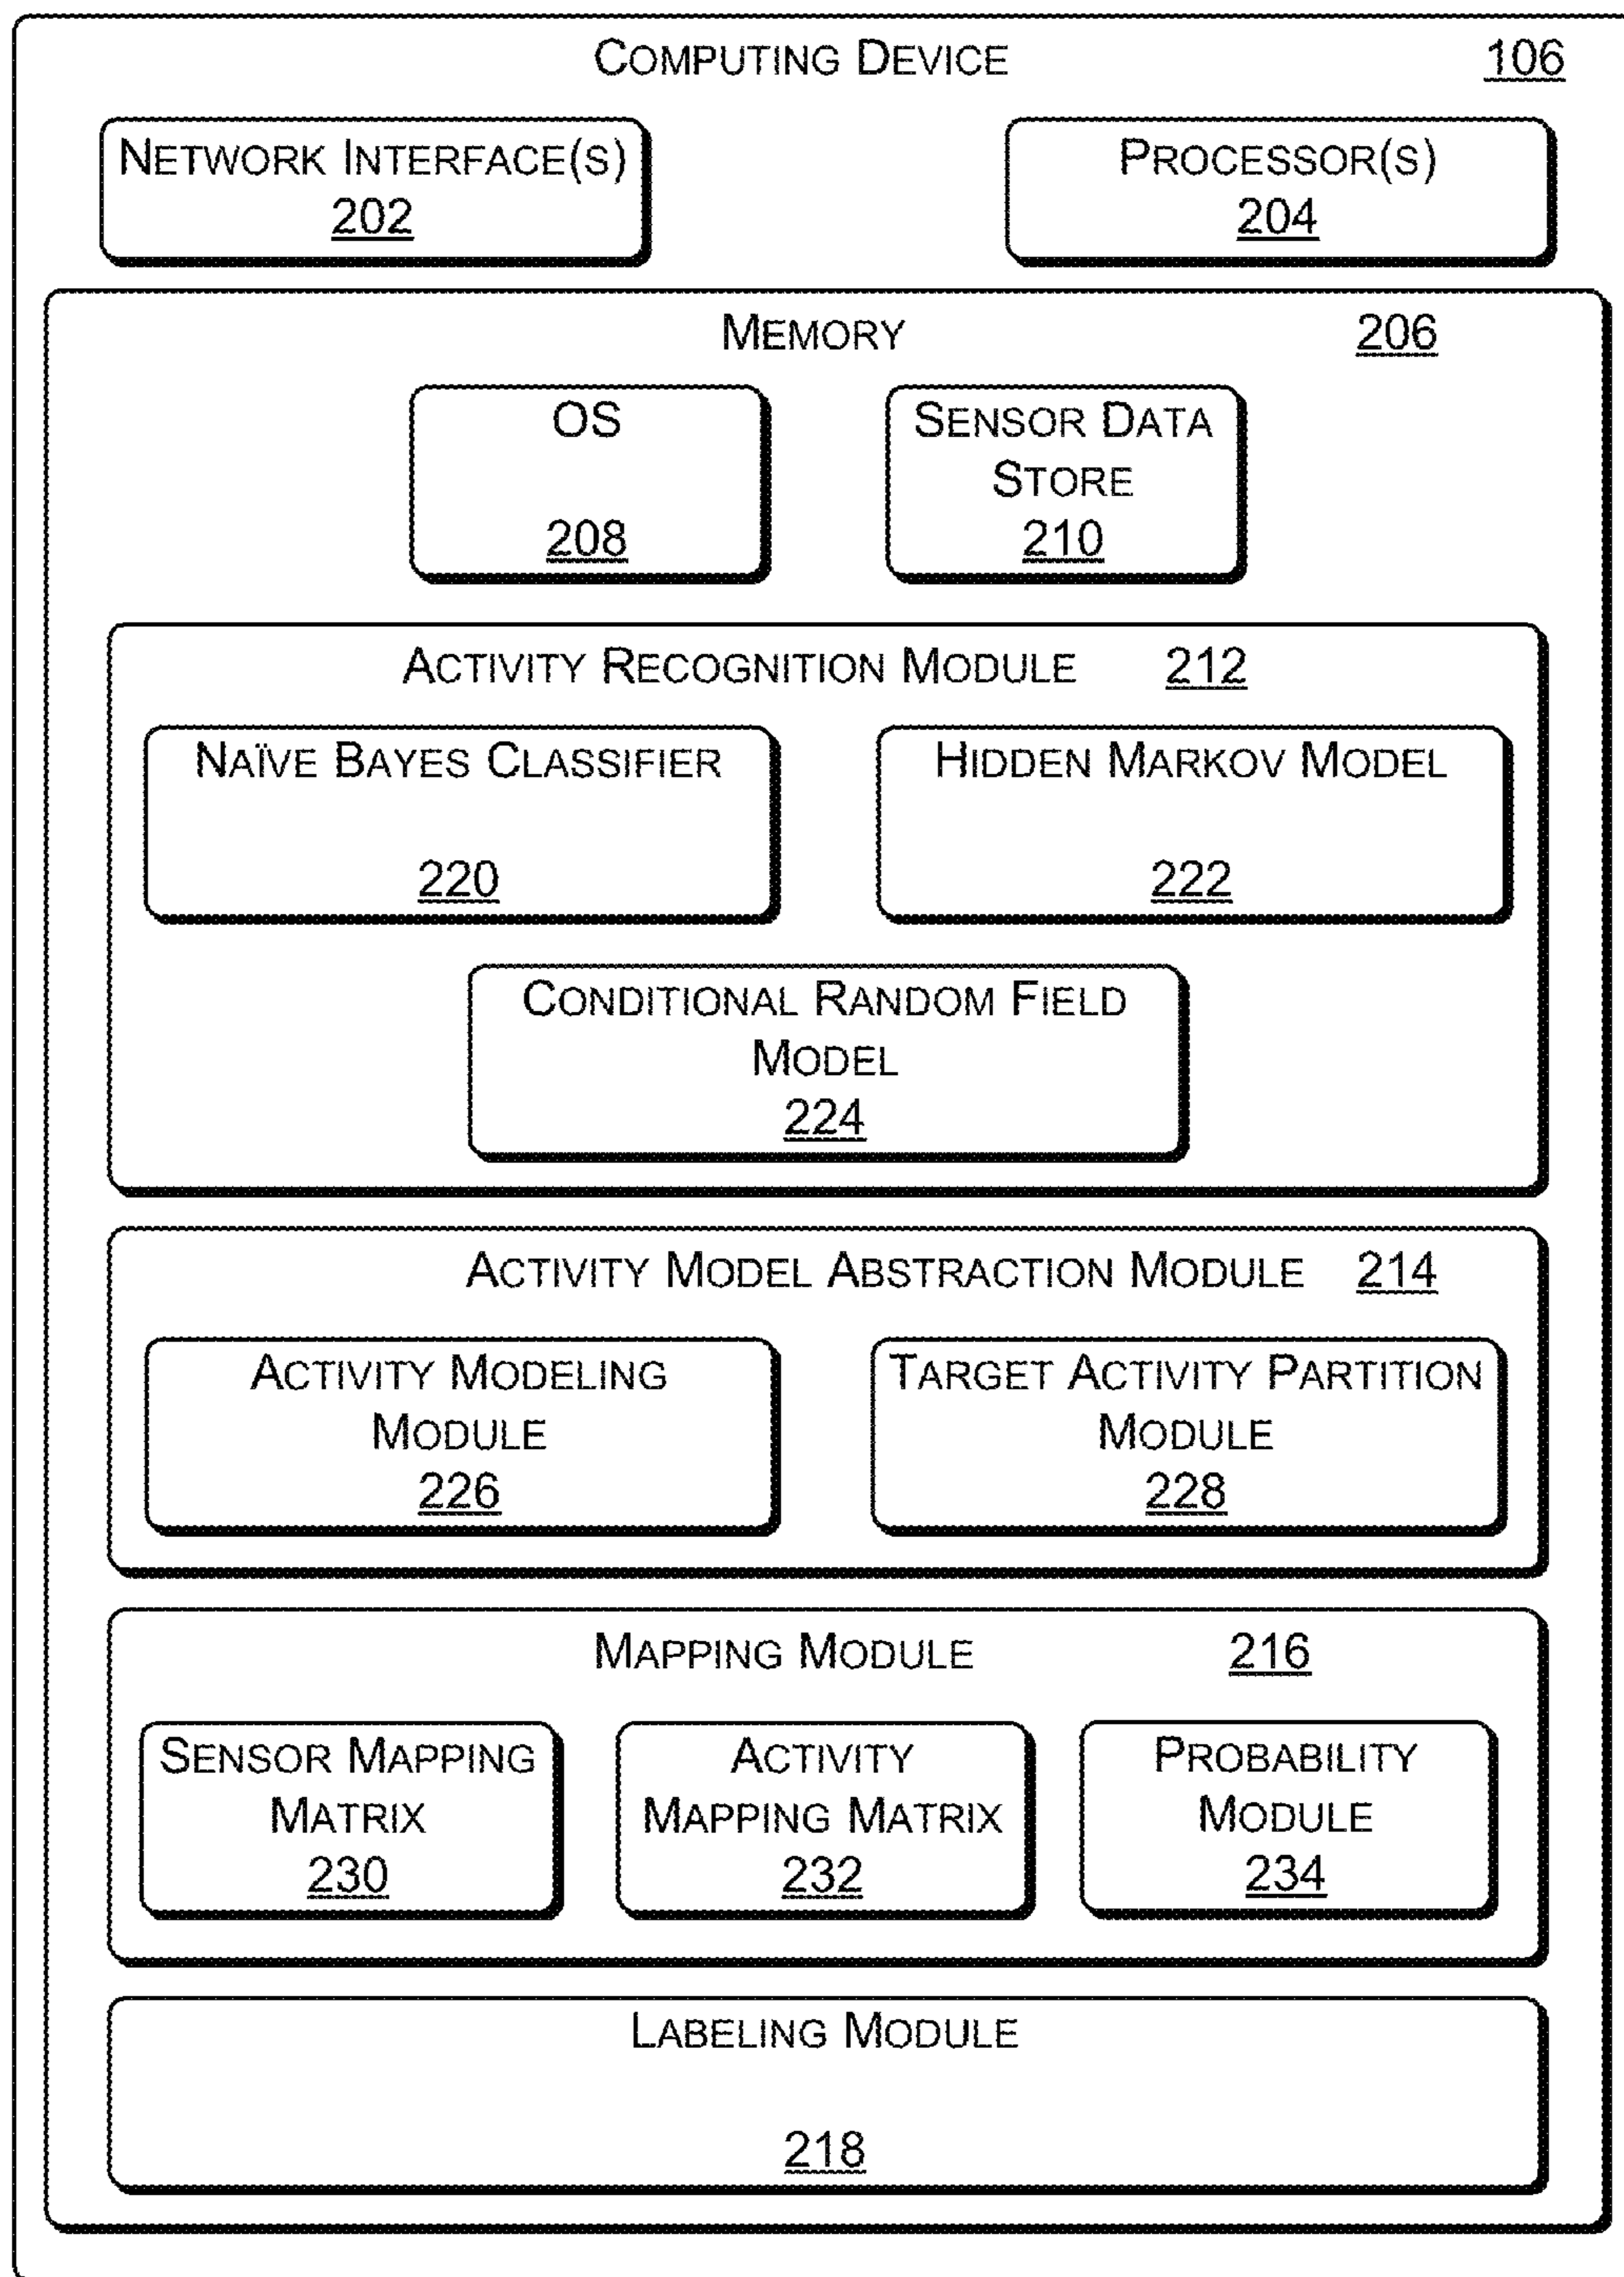 COMPUTING DEVICE 106
NETWORK INTERFACE(S)
202
PROCESSOR(S)
204
MEMORY 206
OS
208
SENSOR DATA
STORE
210
ACTIVITY RECOGNITION MODULE 212
NAÏVE BAYES CLASSIFIER
220
HIDDEN MARKOV MODEL
222
CONDITIONAL RANDOM FIELD
MODEL
224
ACTIVITY MODEL ABSTRACTION MODULE 214
ACTIVITY MODELING
MODULE
226
TARGET ACTIVITY PARTITION
MODULE
228
MAPPING MODULE 216
SENSOR MAPPING
MATRIX
230
ACTIVITY
MAPPING MATRIX
232
PROBABILITY
MODULE
234
LABELING MODULE
218